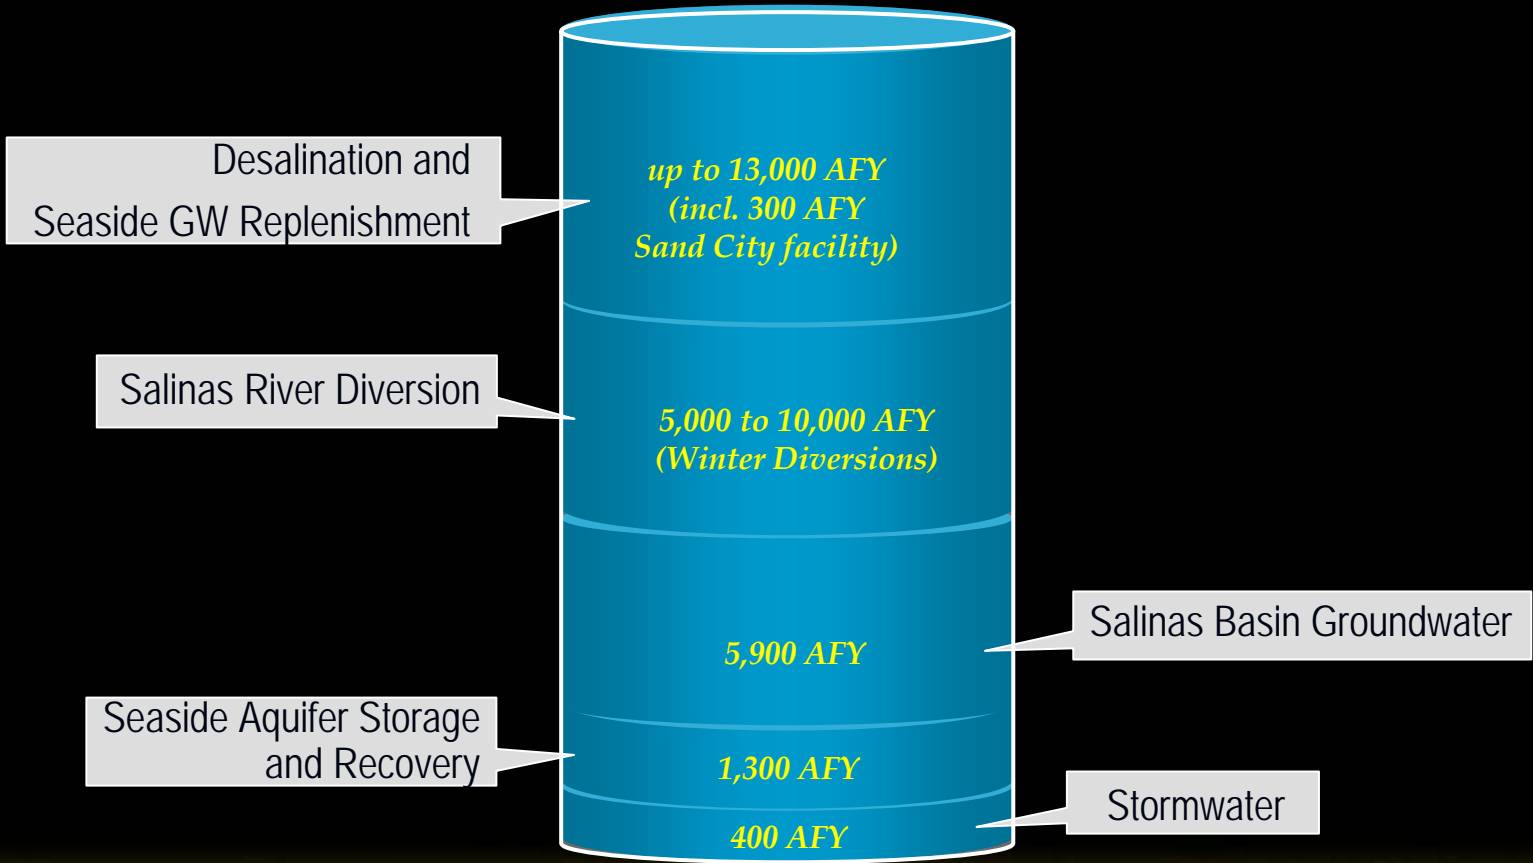 Desalination and
Seaside GW Replenishment
up to 13,000 AFY
(incl. 300 AFY
Sand City facility)
Salinas River Diversion
5,000 to 10,000 AFY
(Winter Diversions)
Salinas Basin Groundwater
5,900 AFY
Seaside Aquifer Storage
and Recovery
1,300 AFY
Stormwater
400 AFY